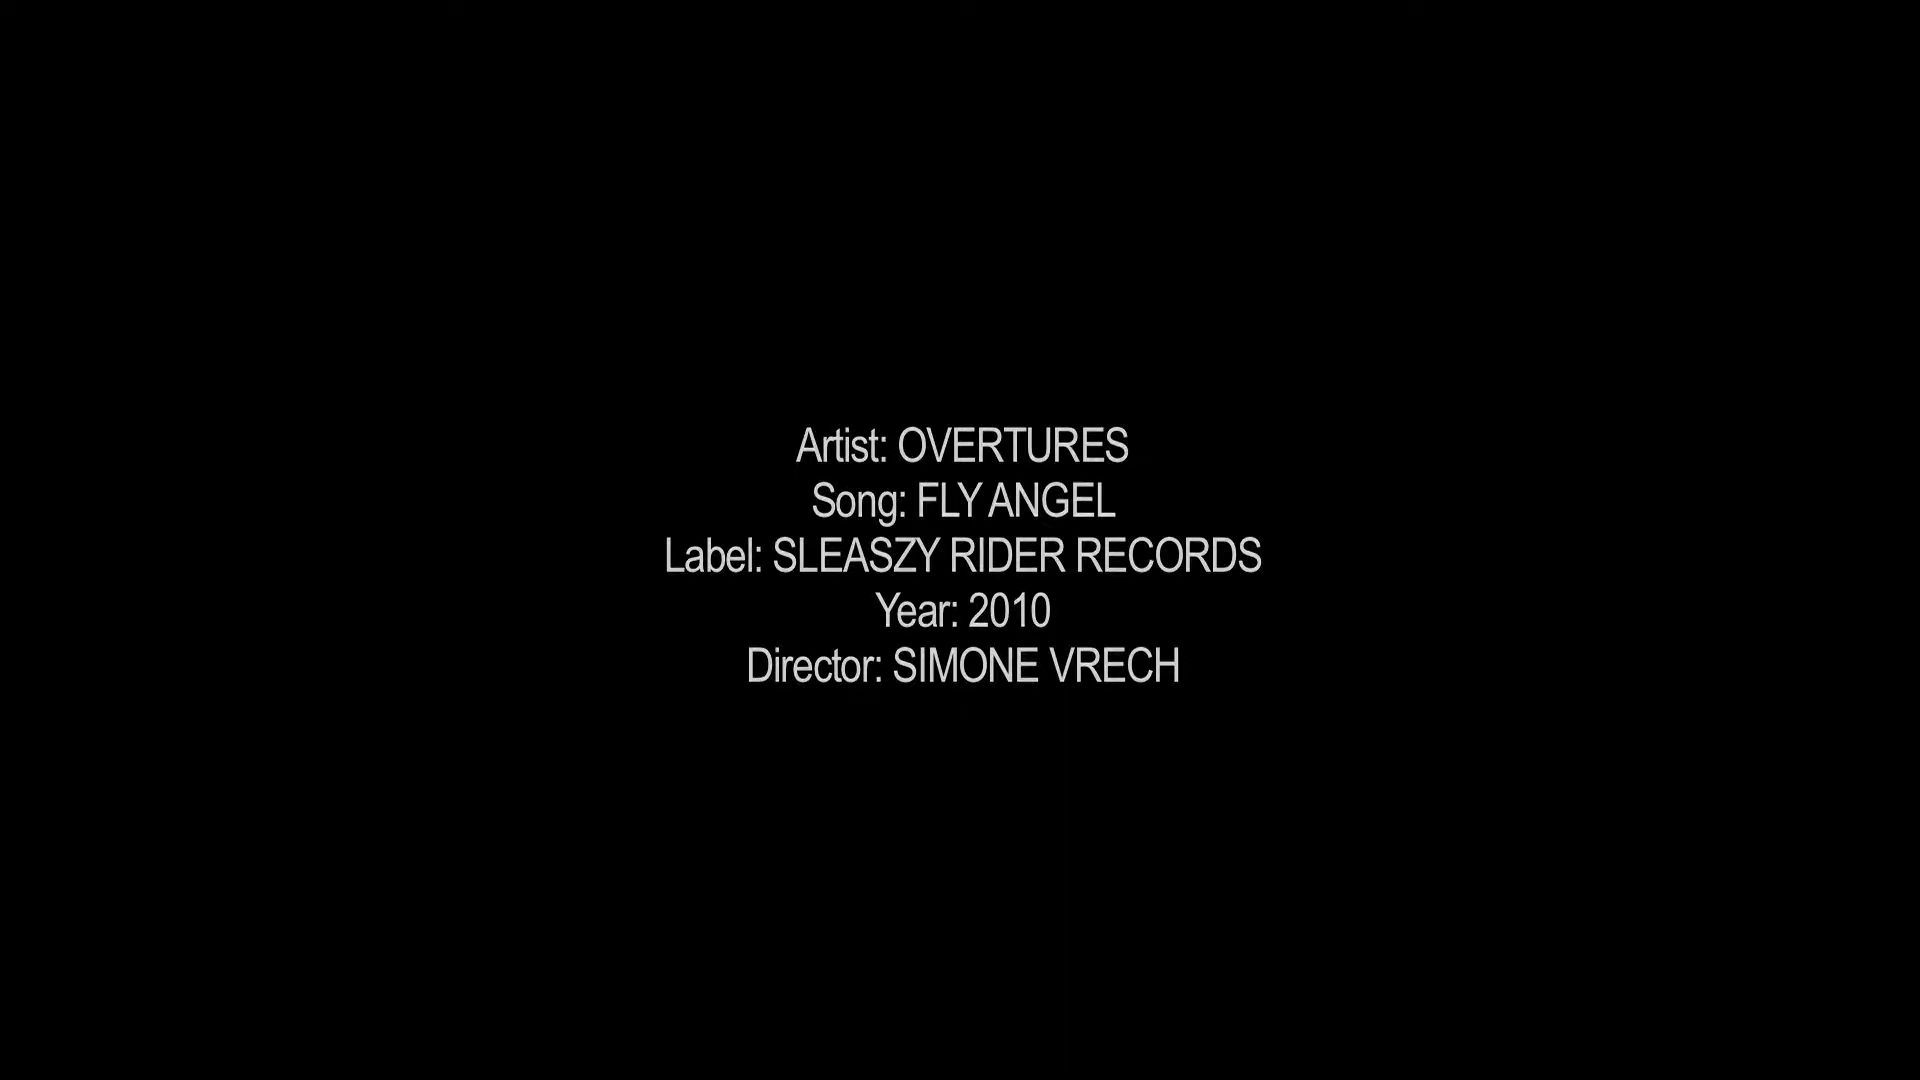 Artist: OVERTURES
Song: FLY ANGEL
Label: SLEASZY RIDER RECORDS
Year: 2010
Director: SIMONE VRECH